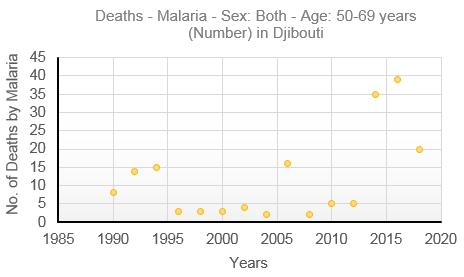 Deaths - Malaria - Sex: Both - Age: 50-69 years
(Number) in Djibouti
No. of Deaths by Malaria
45
40
35
30
25
20
15
10
5
0
1985 1990 1995 2000 2005 2010 2015 2020
Years